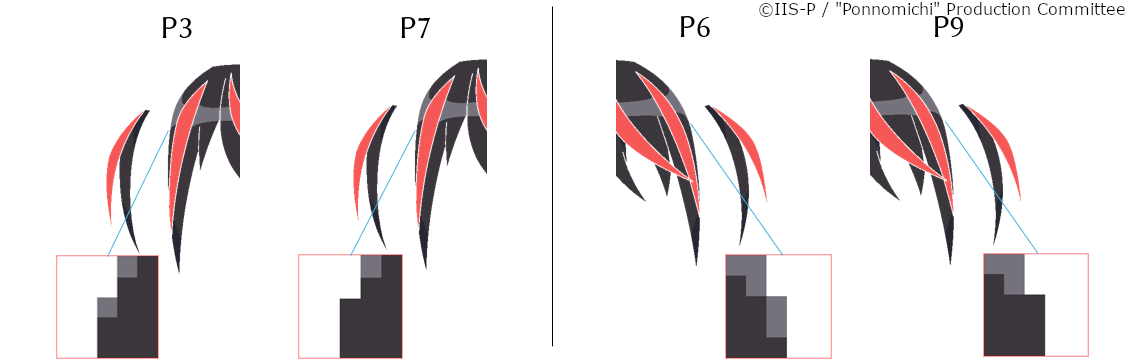 ©IIS-P / "Ponnomichi" Production Committee
P3 P7 P6 P9